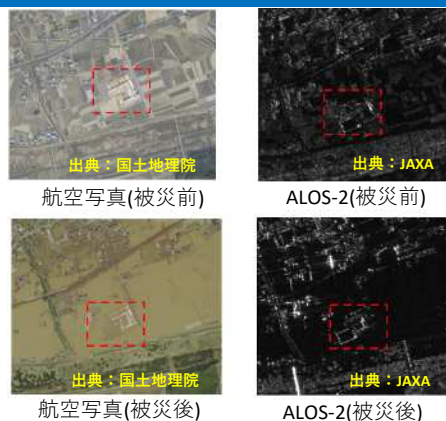 出典：国土地理院
出典：JAXA
航空写真(被災前)
ALOS-2(被災前)
出典：国土地理院
出典：JAXA
航空写真(被災後)
ALOS-2(被災後)